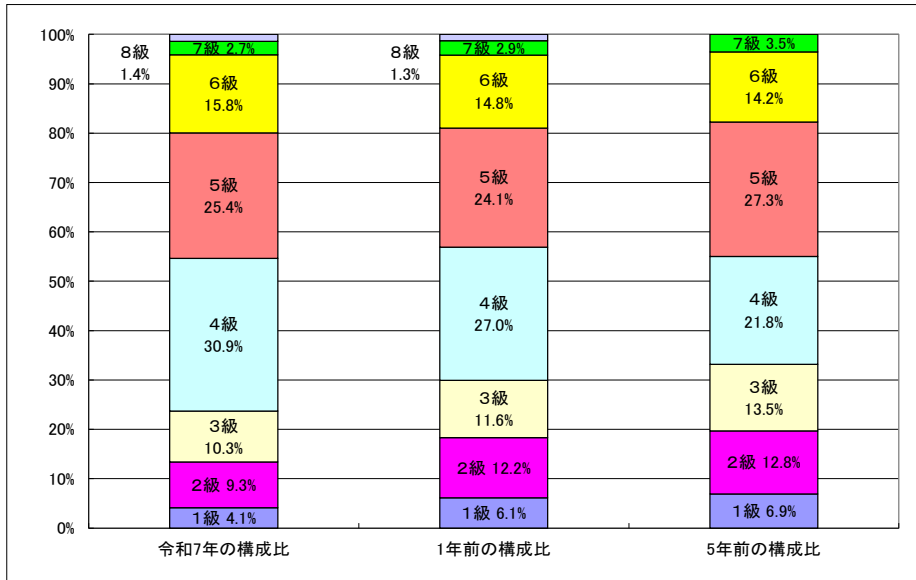 100%
90%
80%
70%
60%
50%
40%
30%
20%
10%
0%
8級
1.4%
7級 2.7%
6級
15.8%
5級
25.4%
4級
30.9%
3級
10.3%
2級 9.3%
1級 4.1%
令和7年の構成比
8級
1.3%
7級 2.9%
6級
14.8%
5級
24.1%
4級
27.0%
3級
11.6%
2級 12.2%
1級 6.1%
1年前の構成比
7級 3.5%
6級
14.2%
5級
27.3%
4級
21.8%
3級
13.5%
2級 12.8%
1級 6.9%
5年前の構成比